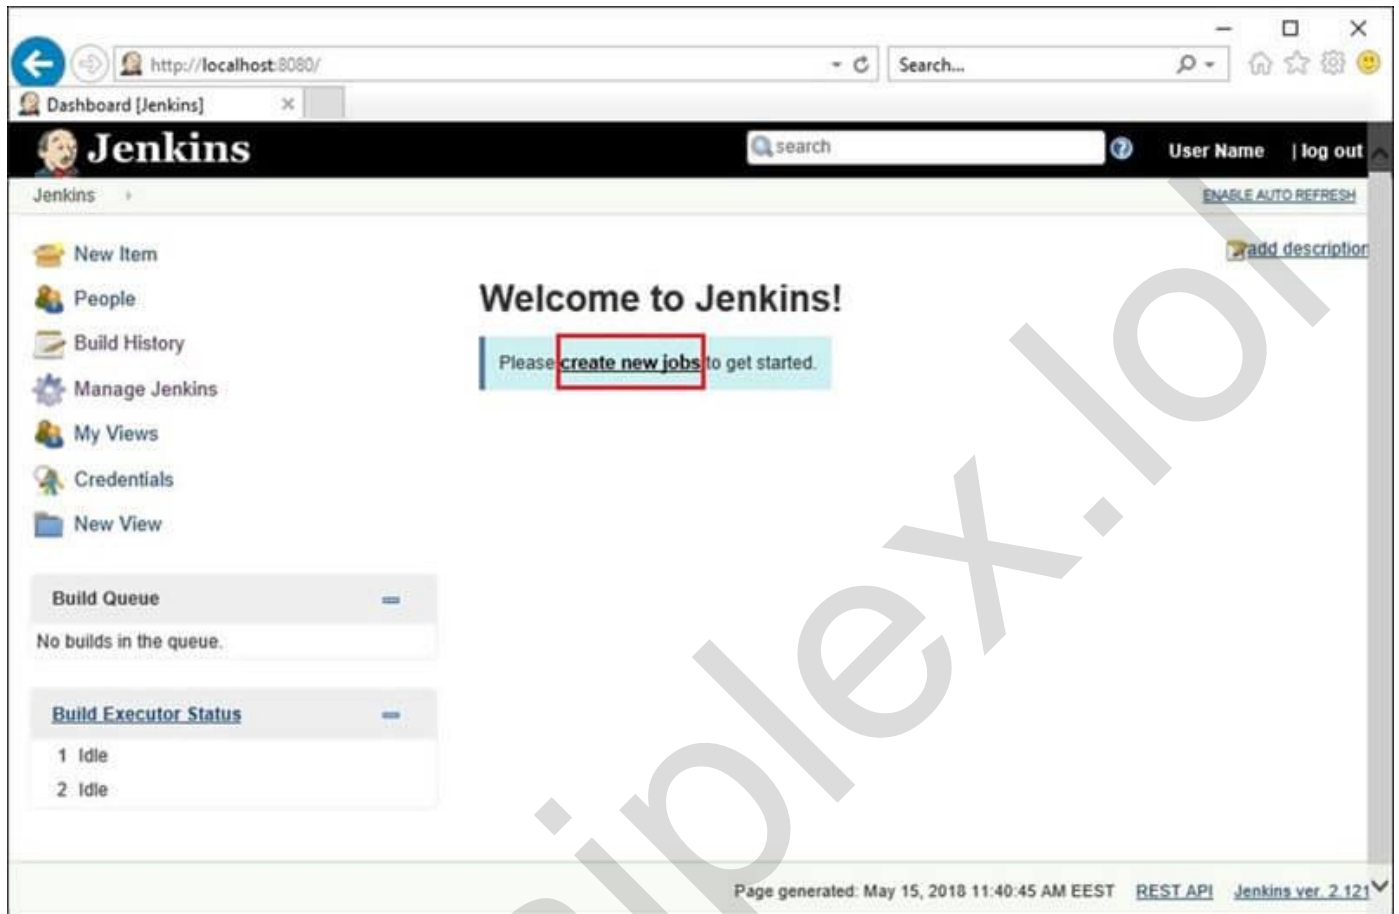 http://localhost:8080/
Search...
Dashboard [Jenkins]
Jenkins
search
User Name | log out
Jenkins
ENABLE AUTO REFRESH
New Item
People
Build History
Manage Jenkins
My Views
Credentials
New View
Build Queue
No builds in the queue.
Build Executor Status
1 Idle
2 Idle
add description
Welcome to Jenkins!
Please create new jobs to get started.
Page generated: May 15, 2018 11:40:45 AM EEST REST API Jenkins ver. 2.121
iplex.lol